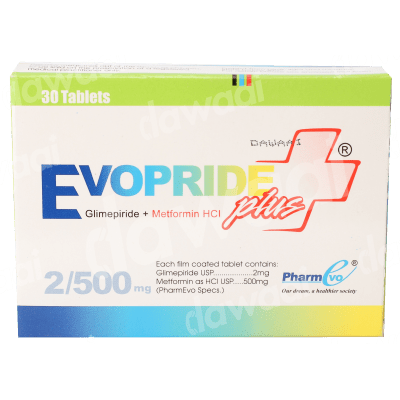 30 Tablets
DAWAAI
EVOPRIDE plus ®
Glimepiride + Metformin HCl
2/500 mg
Each film coated tablet contains:
Glimepiride USP....................2mg
Metformin as HCl USP.....500mg
(PharmEvo Specs.)
PharmEvo
Our dream, a healthier society
dawaai